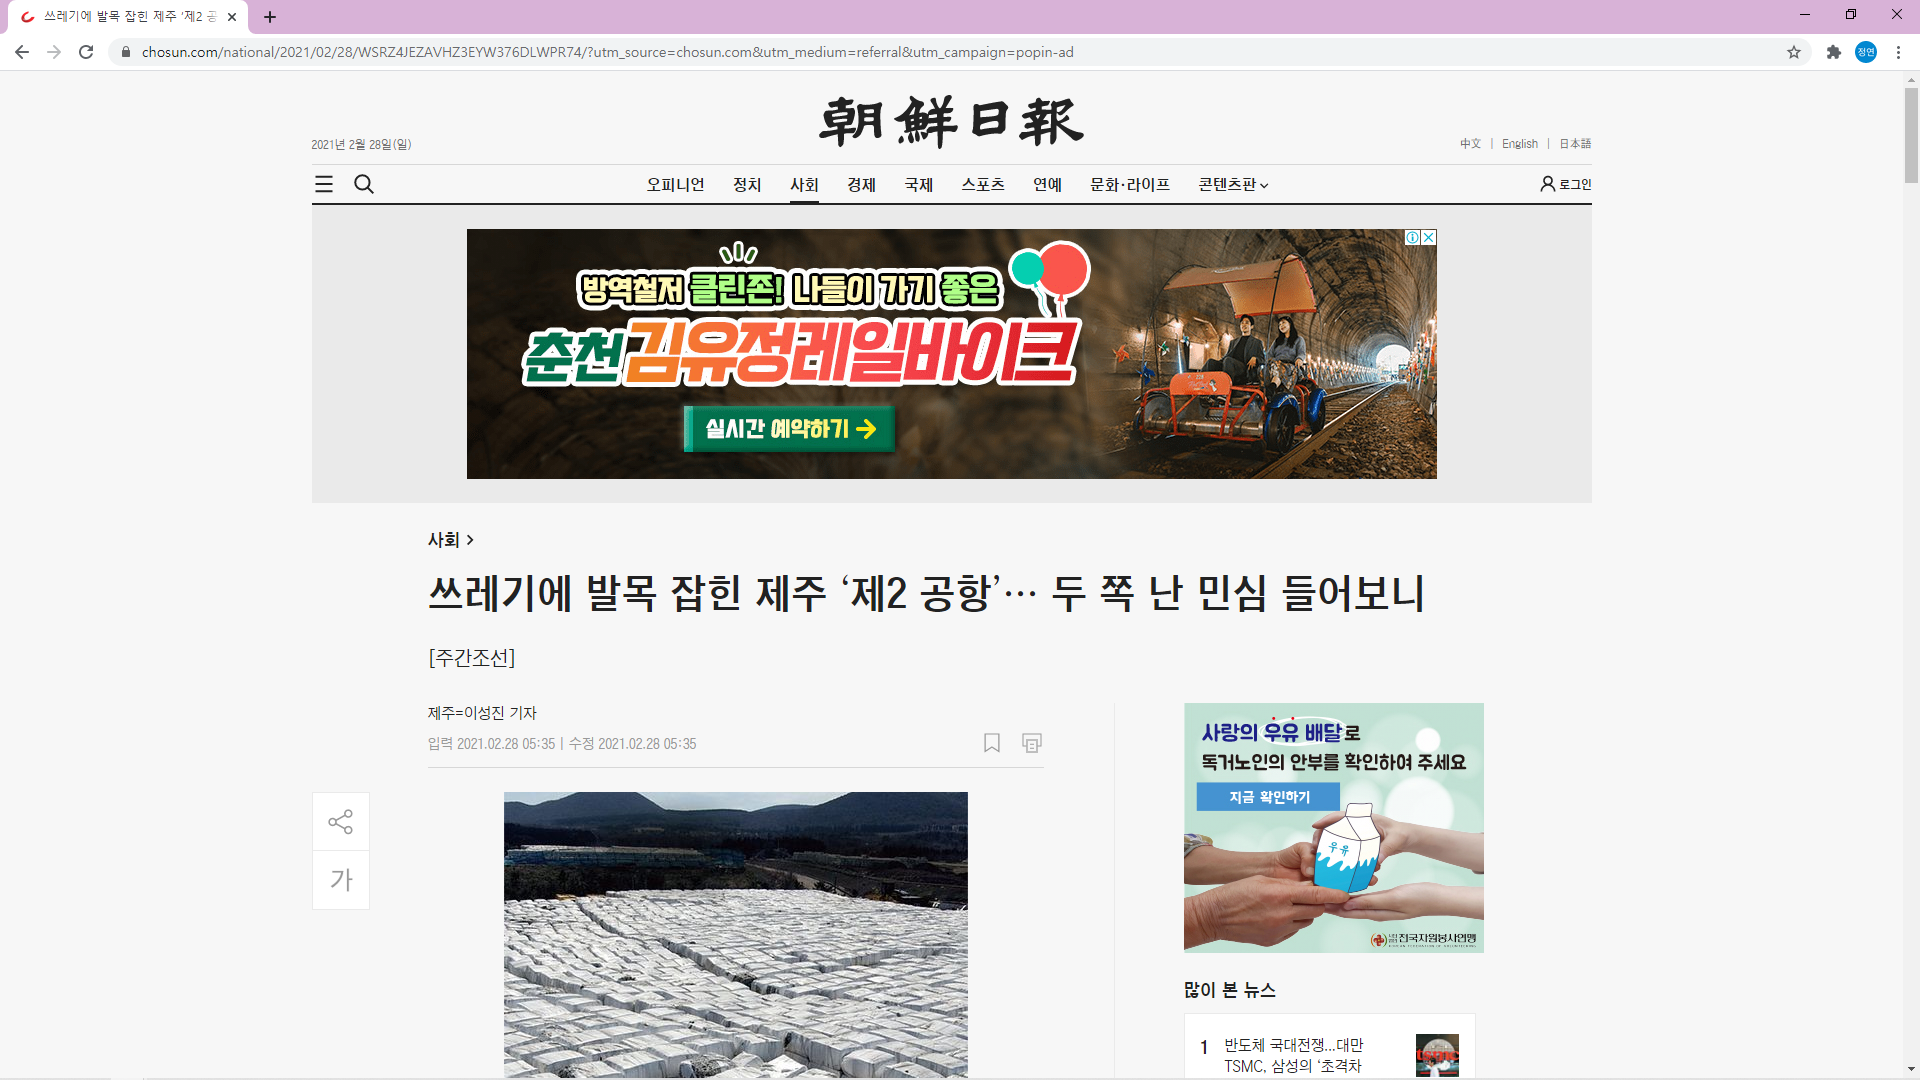 쓰레기에 발목 잡힌 제주 ‘제2 공
chosun.com/national/2021/02/28/WSRZ4JEZAVHZ3EYW376DLWPR74/?utm_source=chosun.com&utm_medium=referral&utm_campaign=popin-ad
정연
朝鮮日報
2021년 2월 28일(일)
中文 | English | 日本語
오피니언 정치 사회 경제 국제 스포츠 연예 문화·라이프 콘텐츠판
로그인
방역철저 클린존! 나들이 가기 좋은
춘천 김유정레일바이크
실시간 예약하기
사회
쓰레기에 발목 잡힌 제주 ‘제2 공항’… 두 쪽 난 민심 들어보니
[주간조선]
제주=이성진 기자
입력 2021.02.28 05:35 | 수정 2021.02.28 05:35
가
사랑의 우유 배달로
독거노인의 안부를 확인하여 주세요
지금 확인하기
우유
전국자원봉사연맹
많이 본 뉴스
1 반도체 국대전쟁...대만
TSMC, 삼성의 ‘초격차